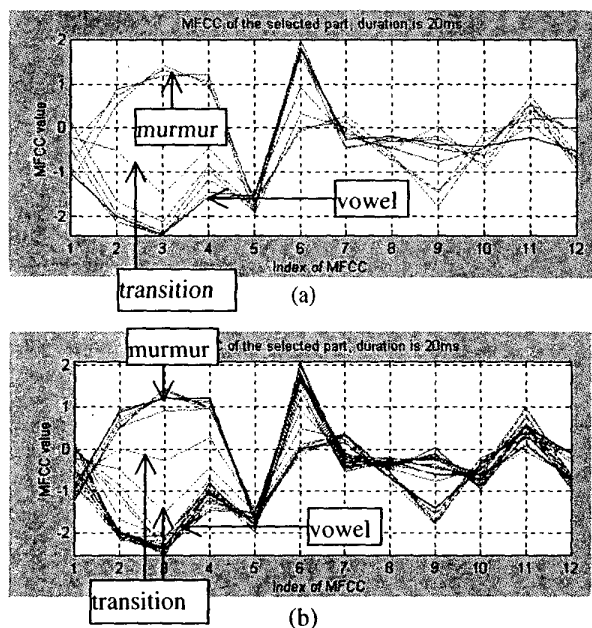 MFCC of the selected part, duration is 20ms
2
1
0
-1
-2
MFCC value
murmur
vowel
1 2 3 4 5 6 7 8 9 10 11 12
Index of MFCC
transition
(a)
murmur
of the selected part, duration is 20ms
2
1
0
-1
-2
MFCC value
vowel
1 2 3 4 5 6 7 8 9 10 11 12
Index of MFCC
transition
(b)